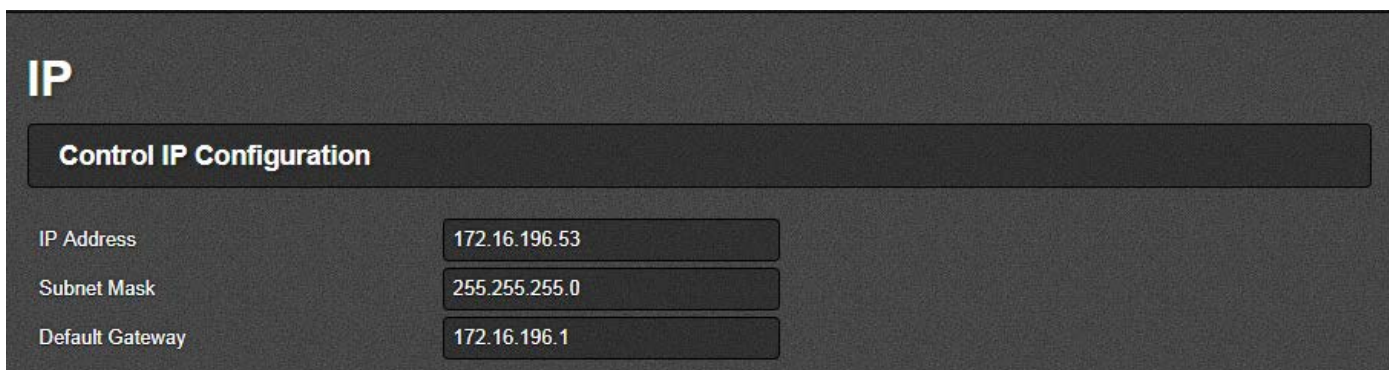 IP
Control IP Configuration
IP Address 172.16.196.53
Subnet Mask 255.255.255.0
Default Gateway 172.16.196.1